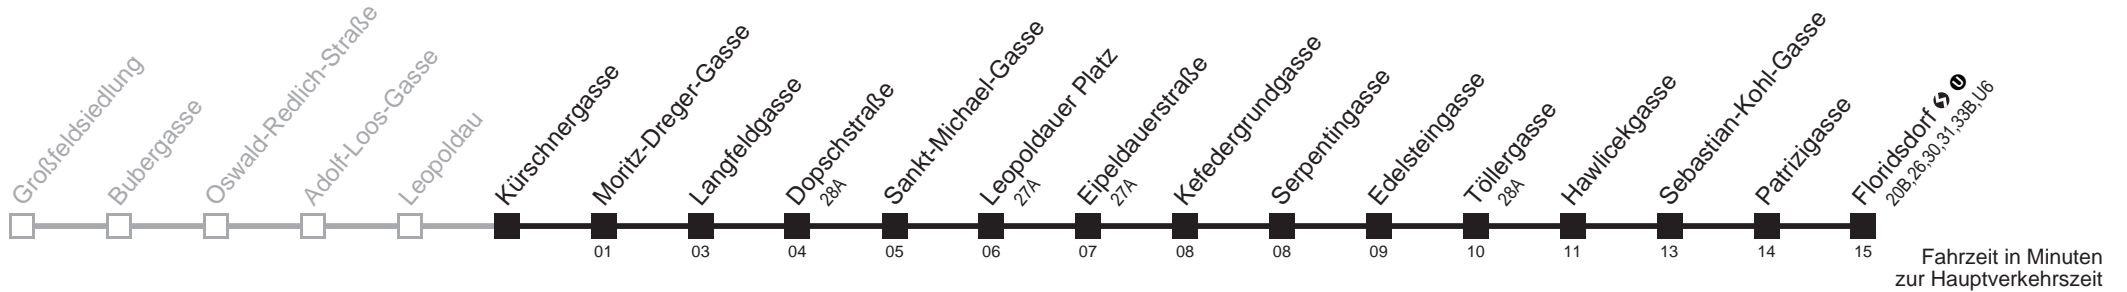 Großfeldsiedlung
Bubergasse
Oswald-Redlich-Straße
Adolf-Loos-Gasse
Leopoldau
Kürschnergasse
Moritz-Dreger-Gasse
01
Langfeldgasse
03
Dopschstraße
28A
04
Sankt-Michael-Gasse
05
Leopoldauer Platz
27A
06
Eipeldauerstraße
27A
07
Kefedergrundgasse
08
Serpentingasse
08
Edelsteingasse
09
Töllergasse
28A
10
Hawlicekgasse
11
Sebastian-Kohl-Gasse
13
Patrizigasse
14
Floridsdorf S U
20B,26,30,31,33B,U6
15
Fahrzeit in Minuten
zur Hauptverkehrszeit